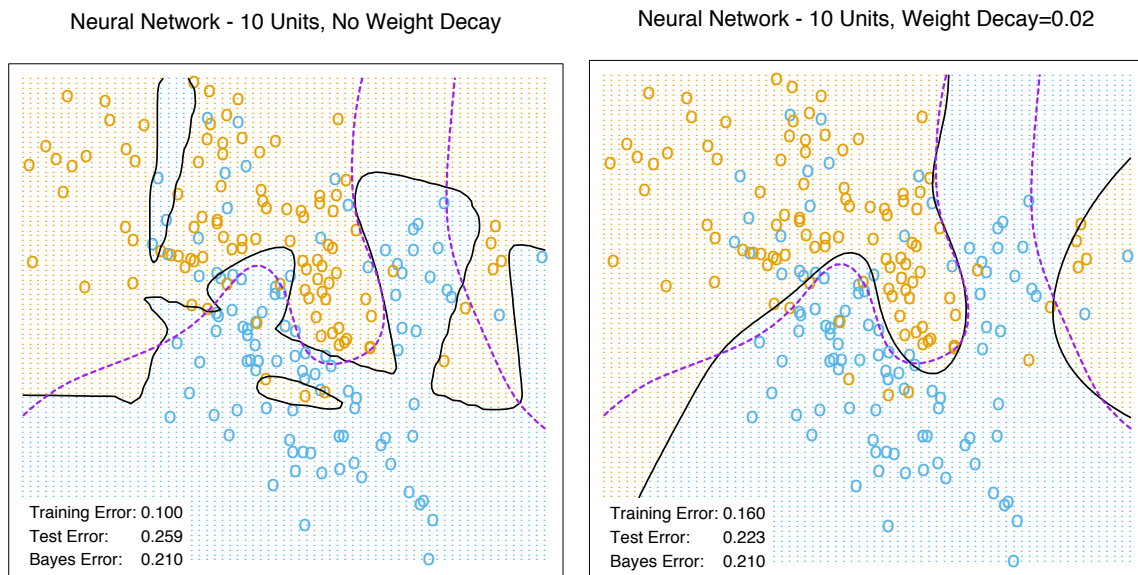 Neural Network - 10 Units, No Weight Decay
Training Error: 0.100
Test Error: 0.259
Bayes Error: 0.210
Neural Network - 10 Units, Weight Decay=0.02
Training Error: 0.160
Test Error: 0.223
Bayes Error: 0.210